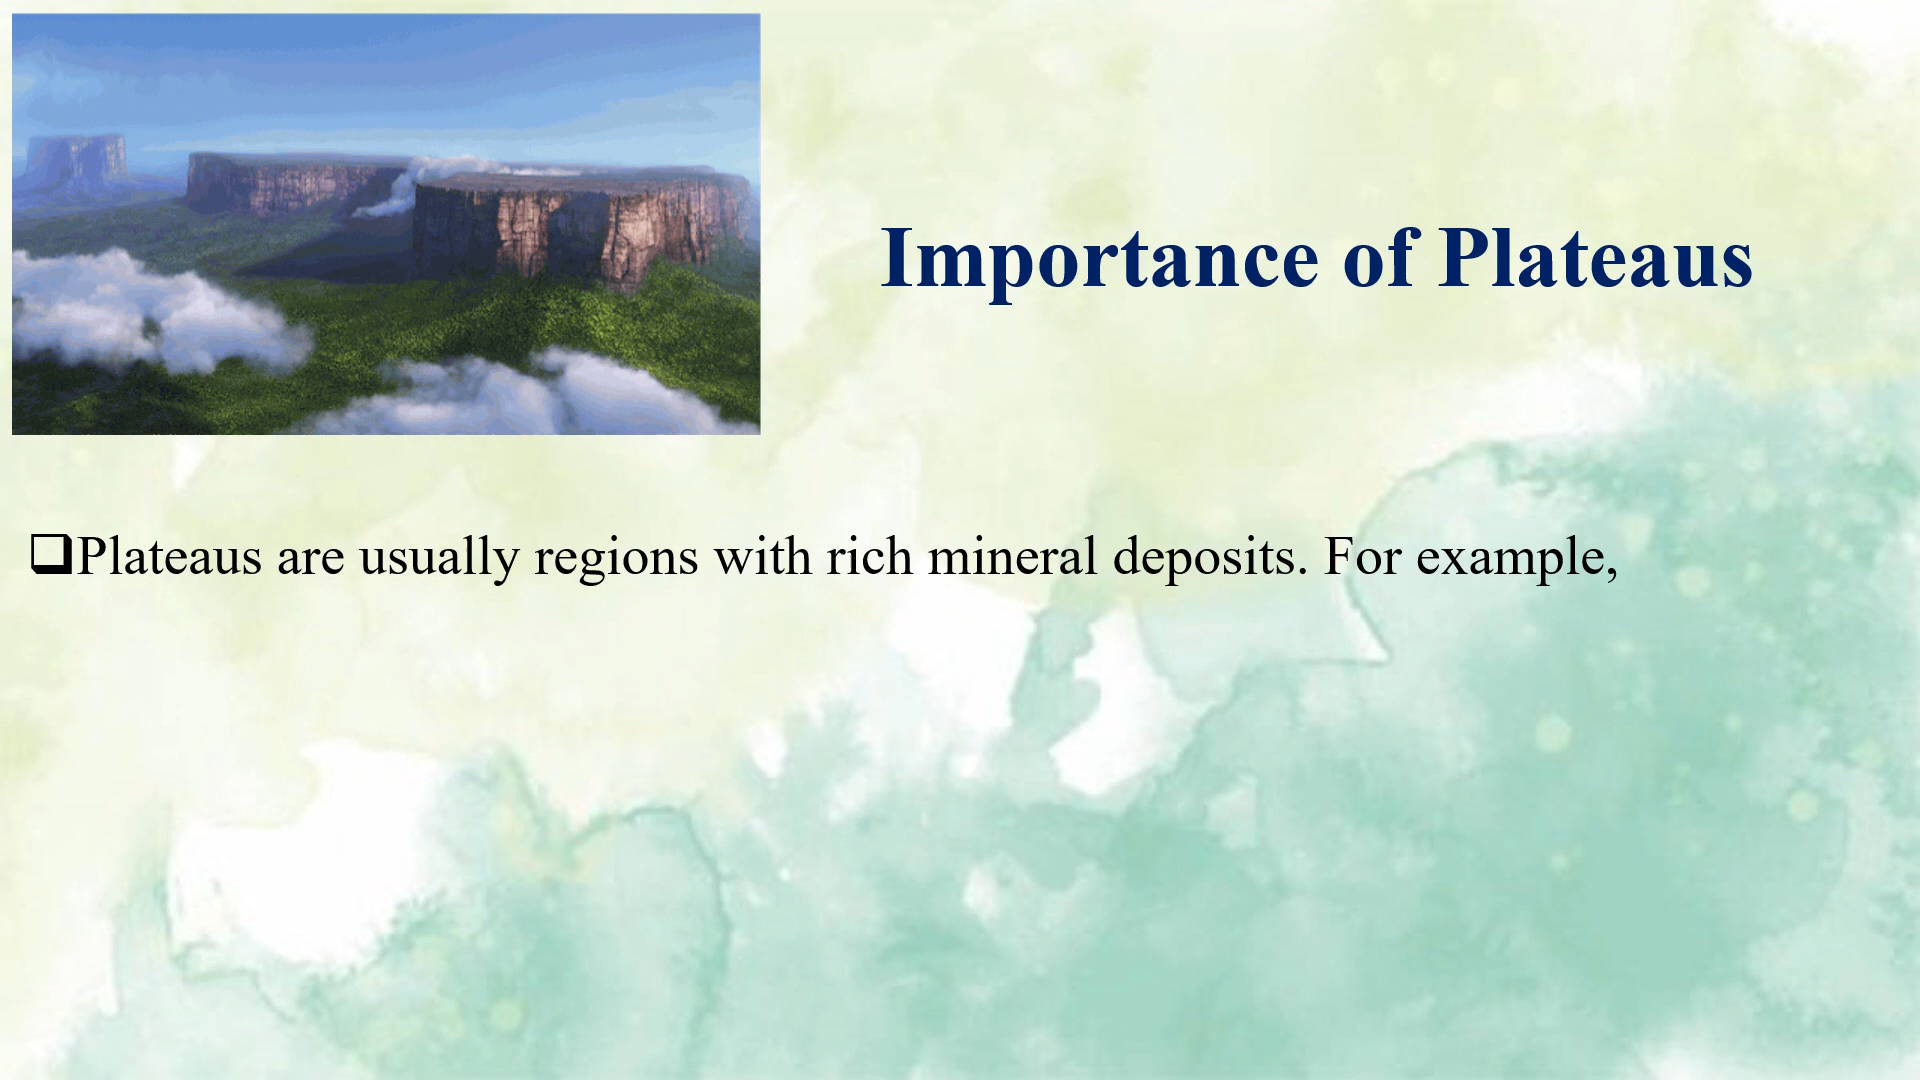 Importance of Plateaus
❑Plateaus are usually regions with rich mineral deposits. For example,